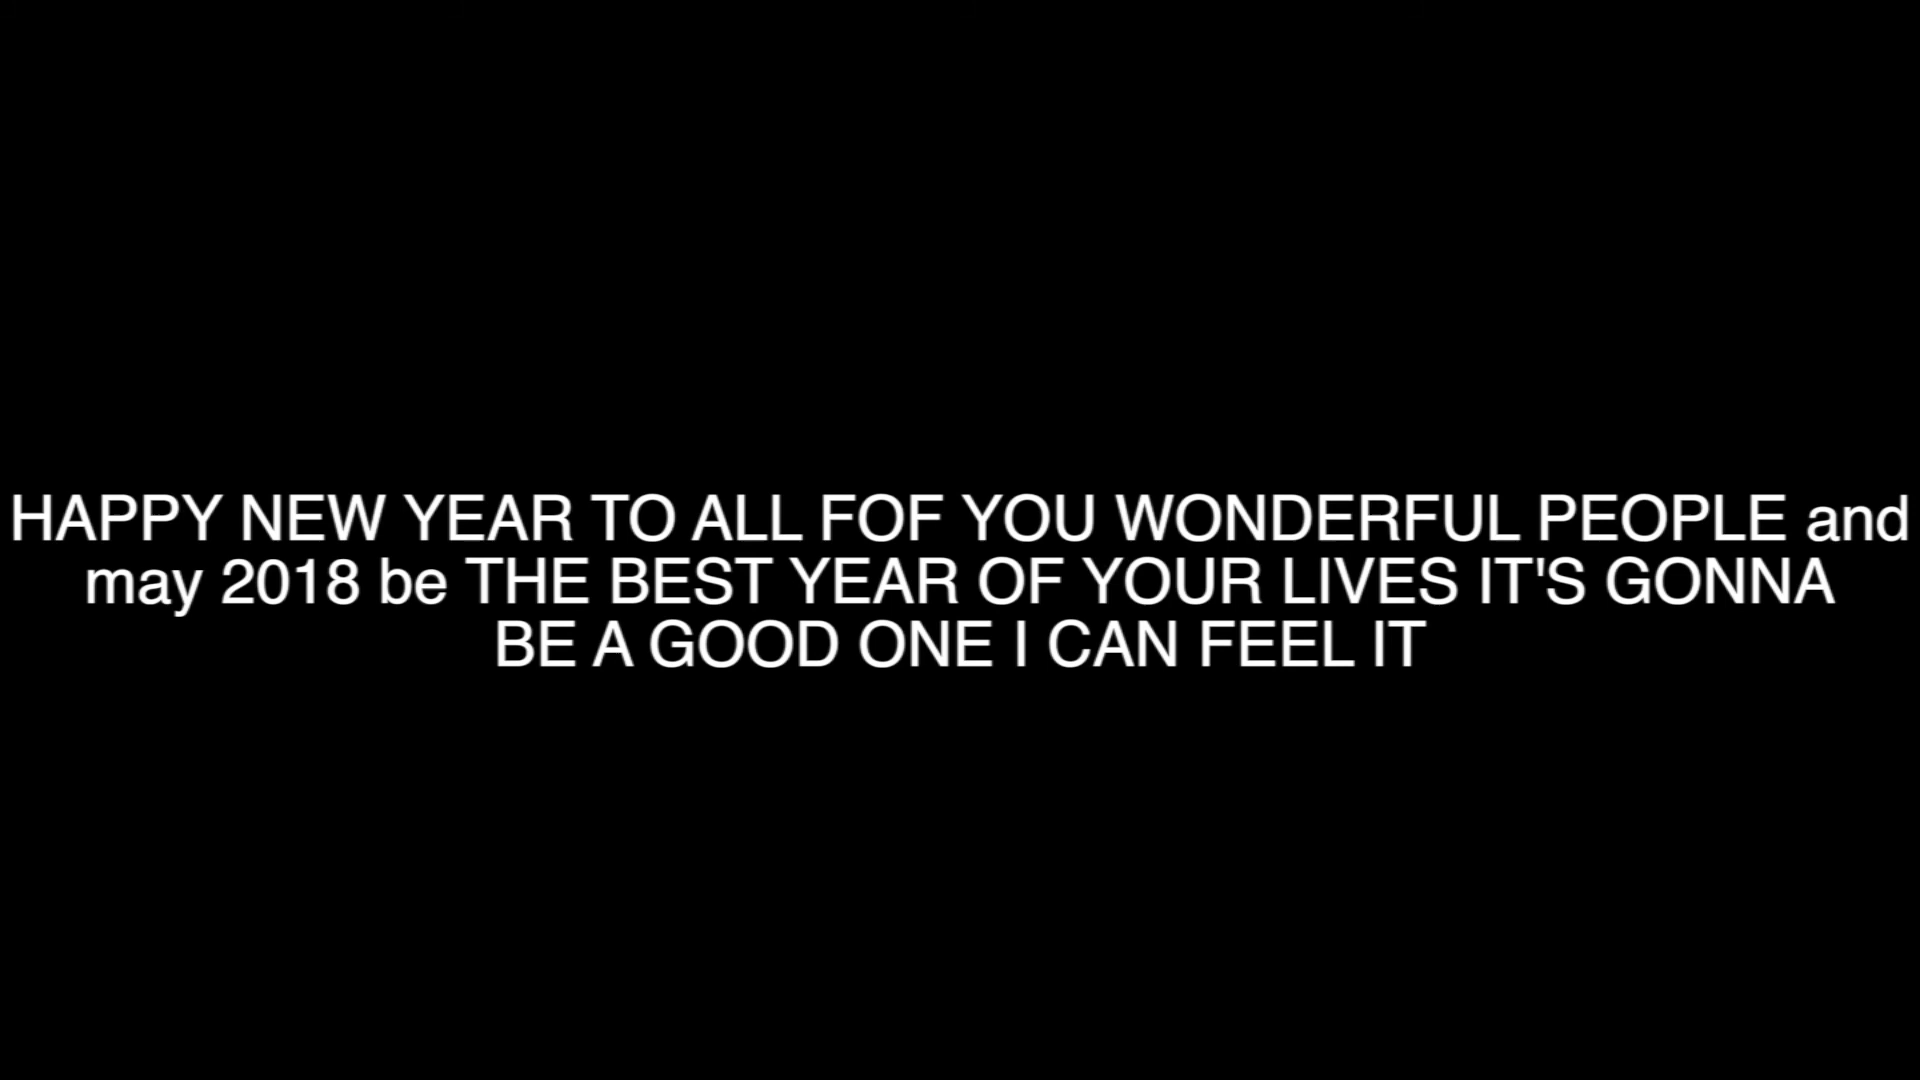 HAPPY NEW YEAR TO ALL FOF YOU WONDERFUL PEOPLE and
may 2018 be THE BEST YEAR OF YOUR LIVES IT'S GONNA
BE A GOOD ONE I CAN FEEL IT